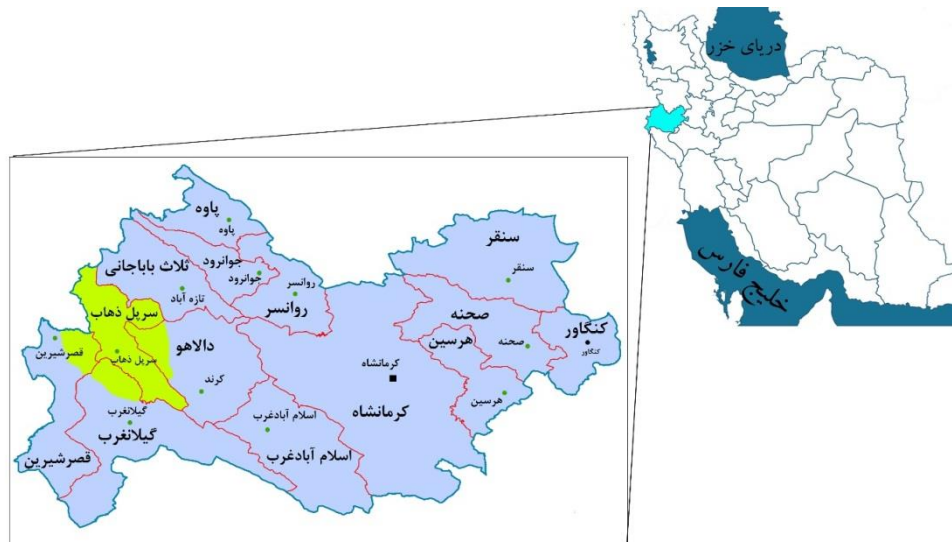 دریای خزر
خلیج فارس
پاوه
پاوه
جوانرود
جوانرود
ثلاث باباجانی
تازه آباد
روانسر
روانسر
سنقر
سنقر
صحنه
صحنه
کنگاور
کنگاور
هرسین
هرسین
سرپل ذهاب
سرپل ذهاب
دالاهو
کرند
قصرشیرین
قصرشیرین
کرمانشاه
کرمانشاه
گیلانغرب
گیلانغرب
اسلام آبادغرب
اسلام آبادغرب